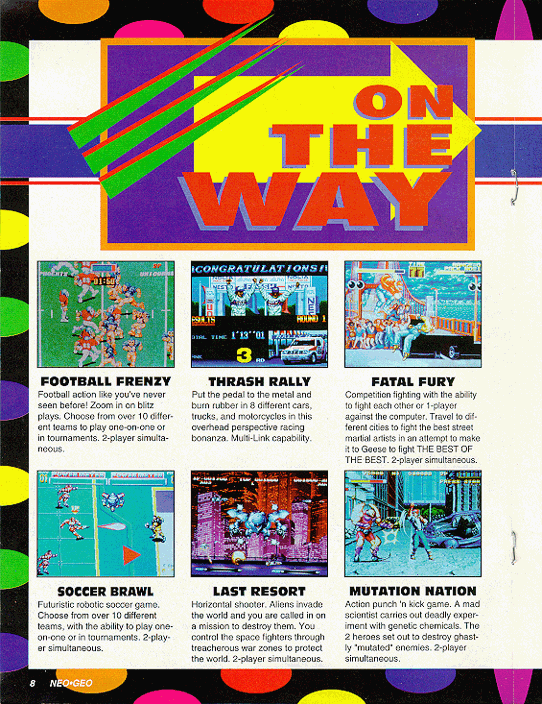 ON
THE
WAY
CONGRATULATIONS!
ROUND 1
1'13"01
3RD
FOOTBALL FRENZY
Football action like you've never
seen before! Zoom in on blitz
plays. Choose from over 10 differ-
ent teams to play one-on-one or
in tournaments. 2-player simulta-
neous.
THRASH RALLY
Put the pedal to the metal and
burn rubber in 8 different cars,
trucks, and motorcycles in this
overhead perspective racing
bonanza. Multi-Link capability.
FATAL FURY
Competition fighting with the ability
to fight each other or 1-player
against the computer. Travel to dif-
ferent cities to fight the best street
martial artists in an attempt to make
it to Geese to fight THE BEST OF
THE BEST. 2-player simultaneous.
SOCCER BRAWL
Futuristic robotic soccer game.
Choose from over 10 different
teams, with the ability to play one-
on-one or in tournaments. 2-play-
er simultaneous.
LAST RESORT
Horizontal shooter. Aliens invade
the world and you are called in on
a mission to destroy them. You
control the space fighters through
treacherous war zones to protect
the world. 2-player simultaneous.
MUTATION NATION
Action punch 'n kick game. A mad
scientist carries out deadly exper-
iment with genetic chemicals. The
2 heroes set out to destroy ghast-
ly "mutated" enemies. 2-player
simultaneous.
8 NEO•GEO